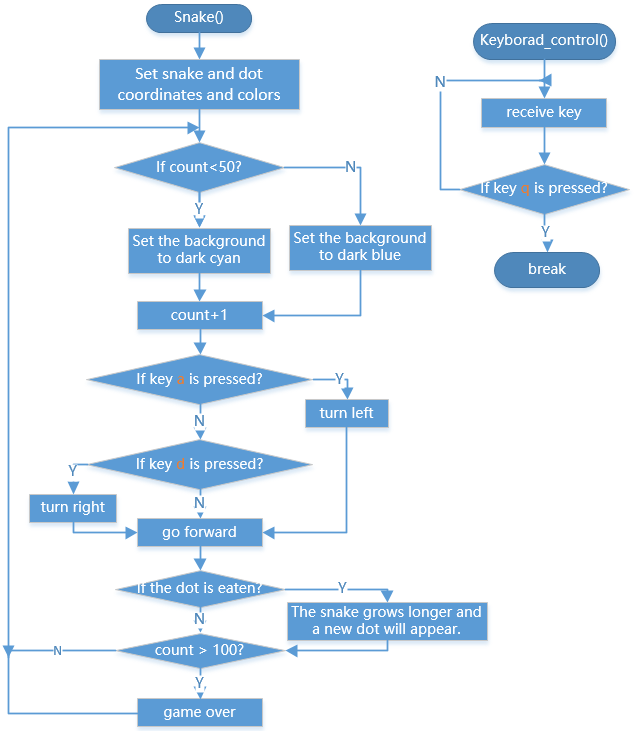 Snake()
Set snake and dot
coordinates and colors
If count<50?
N
Y
Set the background
to dark cyan
Set the background
to dark blue
count+1
If key a is pressed?
Y
N
turn left
If key d is pressed?
Y
N
turn right
go forward
If the dot is eaten?
Y
N
The snake grows longer and
a new dot will appear.
count > 100?
N
Y
game over
Keyborad_control()
N
receive key
If key q is pressed?
Y
break